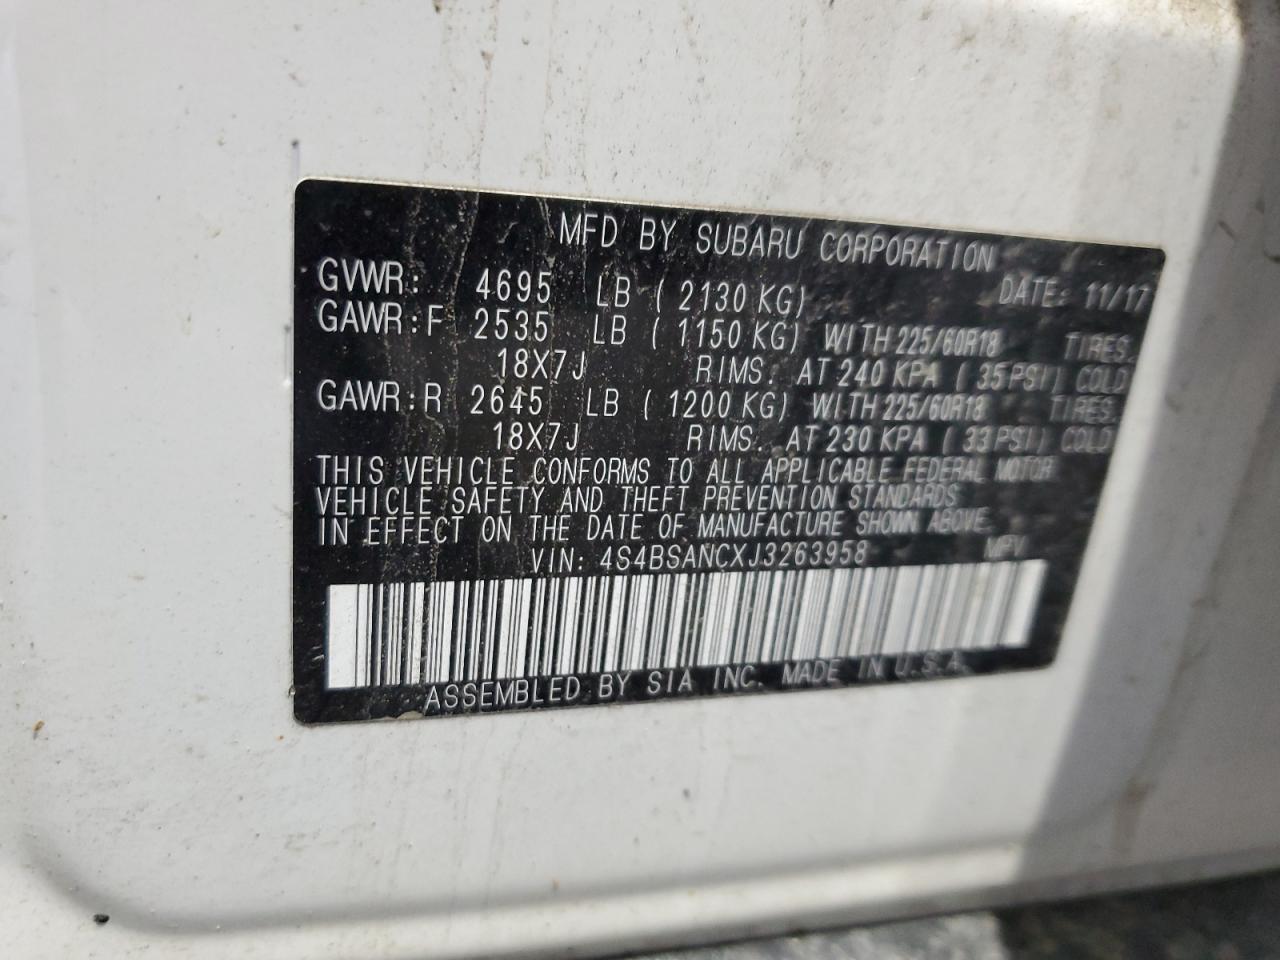 MFD BY SUBARU CORPORATION
GVWR: 4695 LB (2130 KG) DATE: 11/17
GAWR:F 2535 LB (1150 KG) WITH 225/60R18 TIRES,
18X7J RIMS. AT 240 KPA (35 PSI) COLD
GAWR:R 2645 LB (1200 KG) WITH 225/60R18 TIRES,
18X7J RIMS. AT 230 KPA (33 PSI) COLD
THIS VEHICLE CONFORMS TO ALL APPLICABLE FEDERAL MOTOR
VEHICLE SAFETY AND THEFT PREVENTION STANDARDS
IN EFFECT ON THE DATE OF MANUFACTURE SHOWN ABOVE.
VIN: 4S4BSANCXJ3263958 MPV
ASSEMBLED BY SIA INC. MADE IN U.S.A.